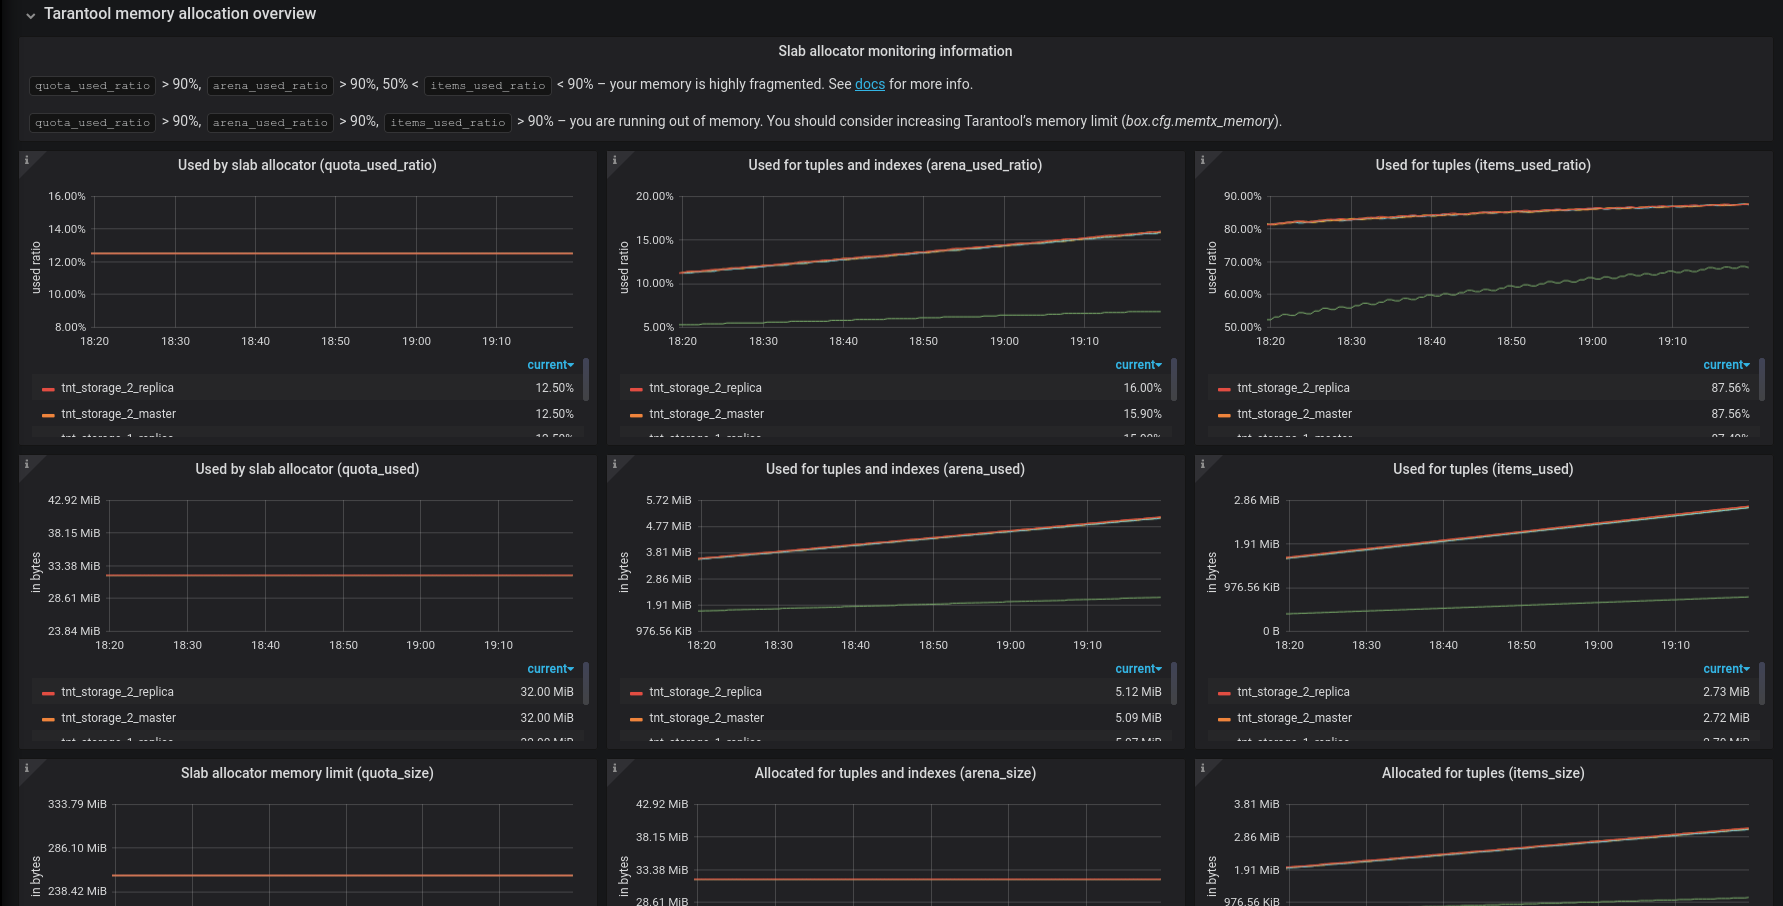 Tarantool memory allocation overview
Slab allocator monitoring information
quota_used_ratio > 90%, arena_used_ratio > 90%, 50% < items_used_ratio < 90% – your memory is highly fragmented. See docs for more info.
quota_used_ratio > 90%, arena_used_ratio > 90%, items_used_ratio > 90% – you are running out of memory. You should consider increasing Tarantool's memory limit (box.cfg.memtx_memory).
Used by slab allocator (quota_used_ratio)
used ratio
16.00%
14.00%
12.00%
10.00%
8.00%
18:20 18:30 18:40 18:50 19:00 19:10
current
tnt_storage_2_replica 12.50%
tnt_storage_2_master 12.50%
Used for tuples and indexes (arena_used_ratio)
used ratio
20.00%
15.00%
10.00%
5.00%
18:20 18:30 18:40 18:50 19:00 19:10
current
tnt_storage_2_replica 16.00%
tnt_storage_2_master 15.90%
Used for tuples (items_used_ratio)
used ratio
90.00%
80.00%
70.00%
60.00%
50.00%
18:20 18:30 18:40 18:50 19:00 19:10
current
tnt_storage_2_replica 87.56%
tnt_storage_2_master 87.56%
Used by slab allocator (quota_used)
in bytes
42.92 MiB
38.15 MiB
33.38 MiB
28.61 MiB
23.84 MiB
18:20 18:30 18:40 18:50 19:00 19:10
current
tnt_storage_2_replica 32.00 MiB
tnt_storage_2_master 32.00 MiB
Used for tuples and indexes (arena_used)
in bytes
5.72 MiB
4.77 MiB
3.81 MiB
2.86 MiB
1.91 MiB
976.56 KiB
18:20 18:30 18:40 18:50 19:00 19:10
current
tnt_storage_2_replica 5.12 MiB
tnt_storage_2_master 5.09 MiB
Used for tuples (items_used)
in bytes
2.86 MiB
1.91 MiB
976.56 KiB
0 B
18:20 18:30 18:40 18:50 19:00 19:10
current
tnt_storage_2_replica 2.73 MiB
tnt_storage_2_master 2.72 MiB
Slab allocator memory limit (quota_size)
in bytes
333.79 MiB
286.10 MiB
238.42 MiB
Allocated for tuples and indexes (arena_size)
in bytes
42.92 MiB
38.15 MiB
33.38 MiB
28.61 MiB
Allocated for tuples (items_size)
in bytes
3.81 MiB
2.86 MiB
1.91 MiB
976.56 KiB